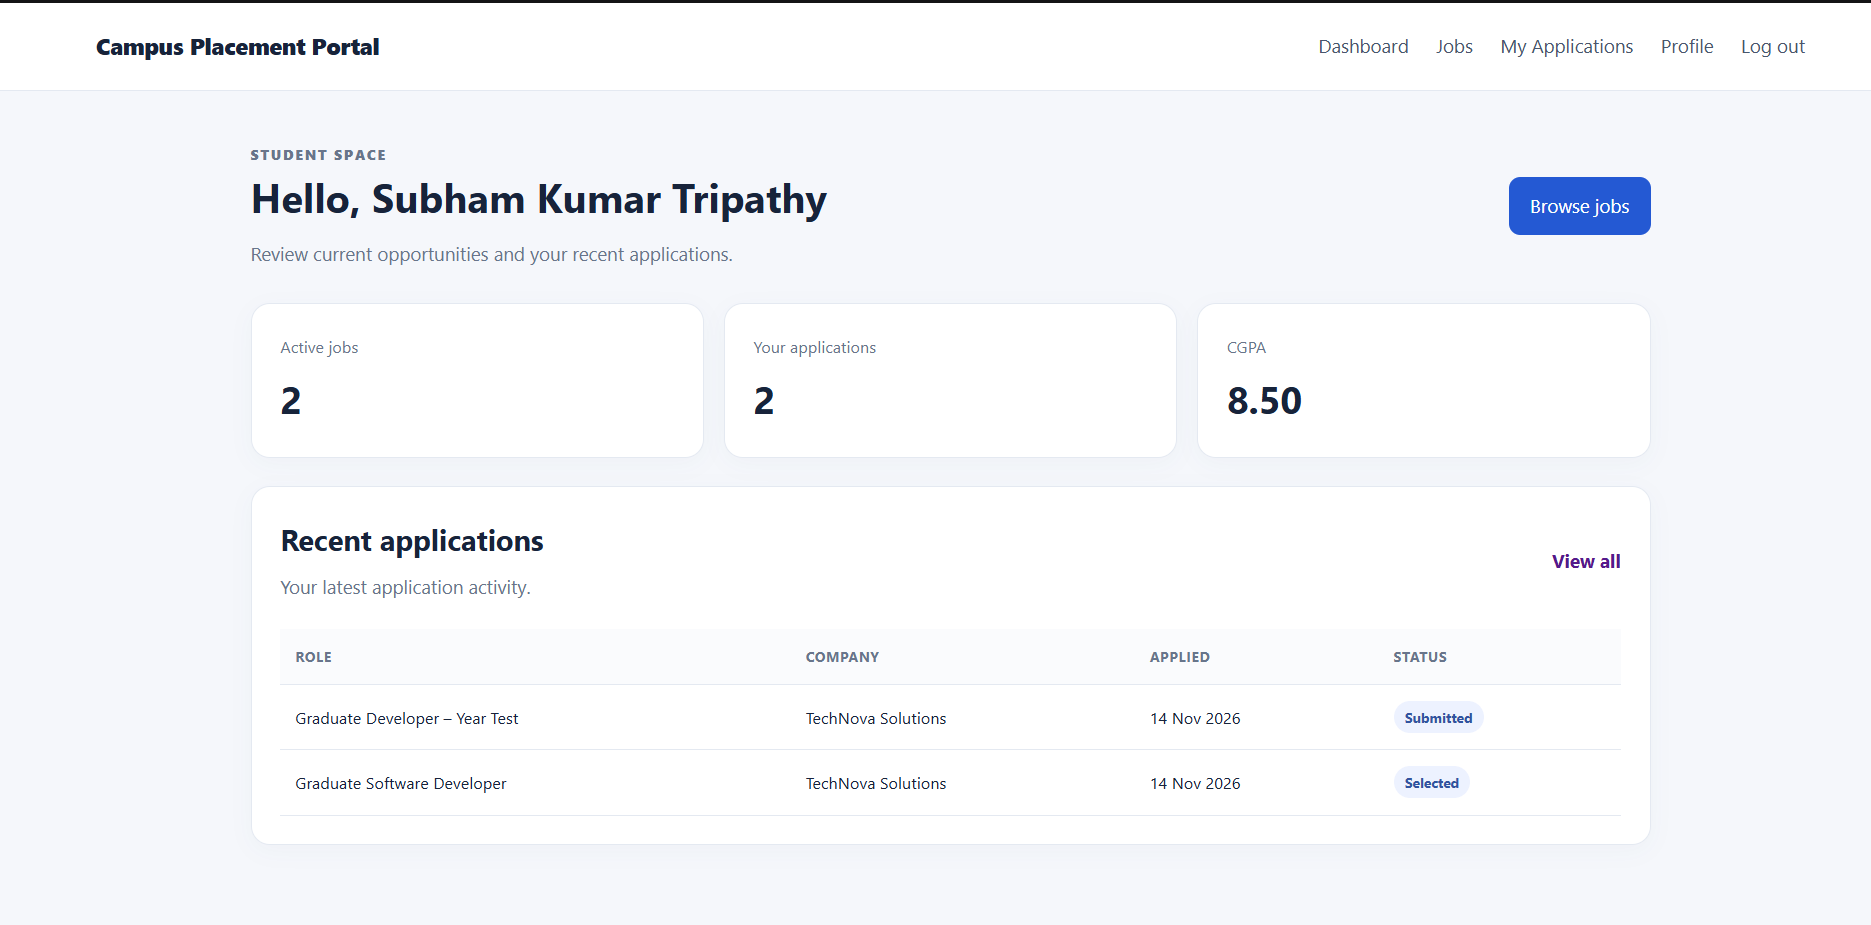 Campus Placement Portal
Dashboard Jobs My Applications Profile Log out
STUDENT SPACE
Hello, Subham Kumar Tripathy
Browse jobs
Review current opportunities and your recent applications.
Active jobs
2
Your applications
2
CGPA
8.50
Recent applications
View all
Your latest application activity.
ROLE COMPANY APPLIED STATUS
Graduate Developer – Year Test TechNova Solutions 14 Nov 2026 Submitted
Graduate Software Developer TechNova Solutions 14 Nov 2026 Selected